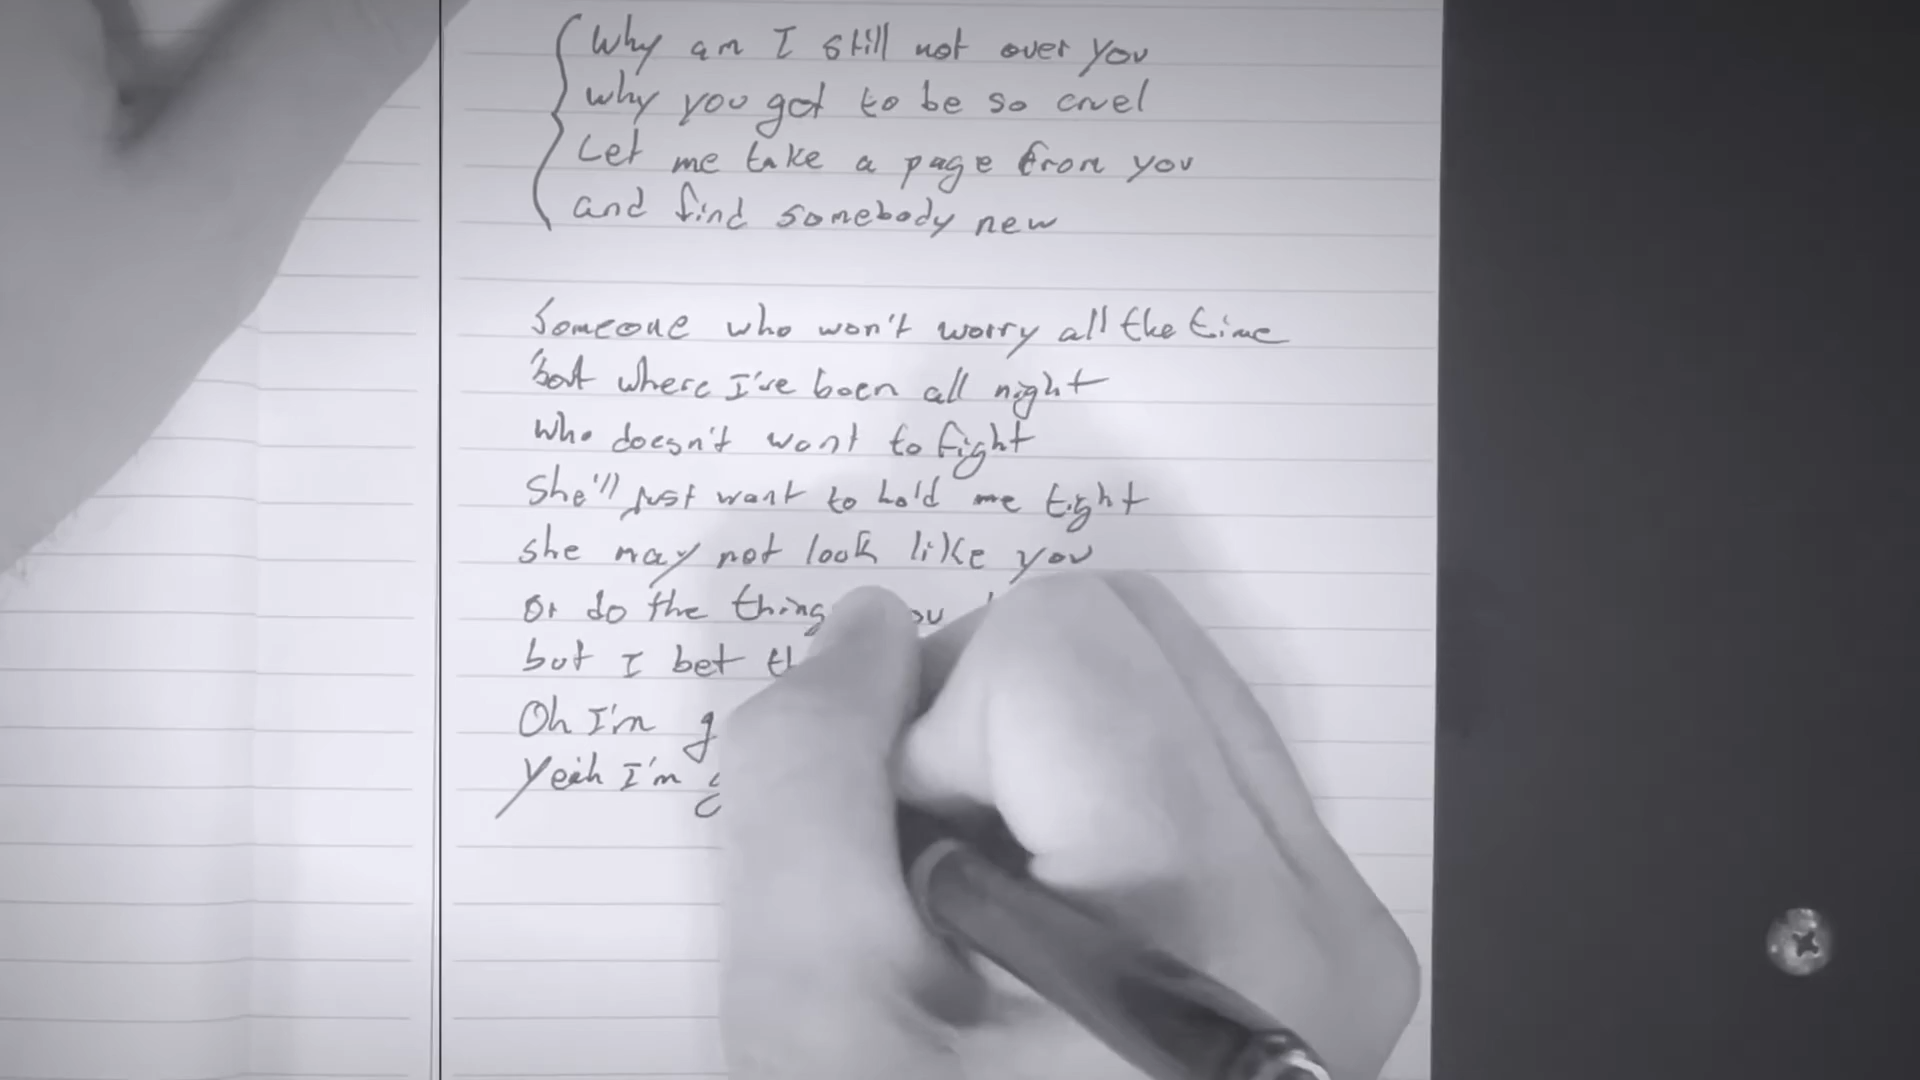 Why am I still not over you
why you got to be so cruel
Let me take a page from you
and find somebody new
Someone who won't worry all the time
'bout where I've been all night
who doesn't want to fight
She'll just want to hold me tight
she may not look like you
or do the thing
but I bet
Oh I'm
Yeah I'm